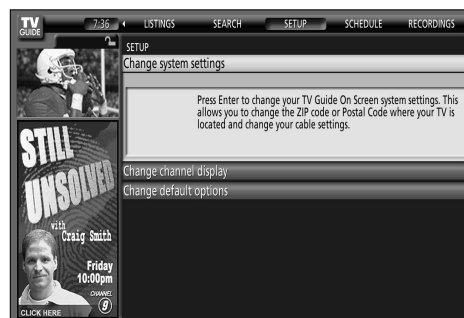 TV
GUIDE
7:36
LISTINGS SEARCH SETUP SCHEDULE RECORDINGS
SETUP
Change system settings
Press Enter to change your TV Guide On Screen system settings. This
allows you to change the ZIP code or Postal Code where your TV is
located and change your cable settings.
Change channel display
Change default options
STILL
UNSOLVED
with
Craig Smith
Friday
10:00pm
CHANNEL
9
CLICK HERE